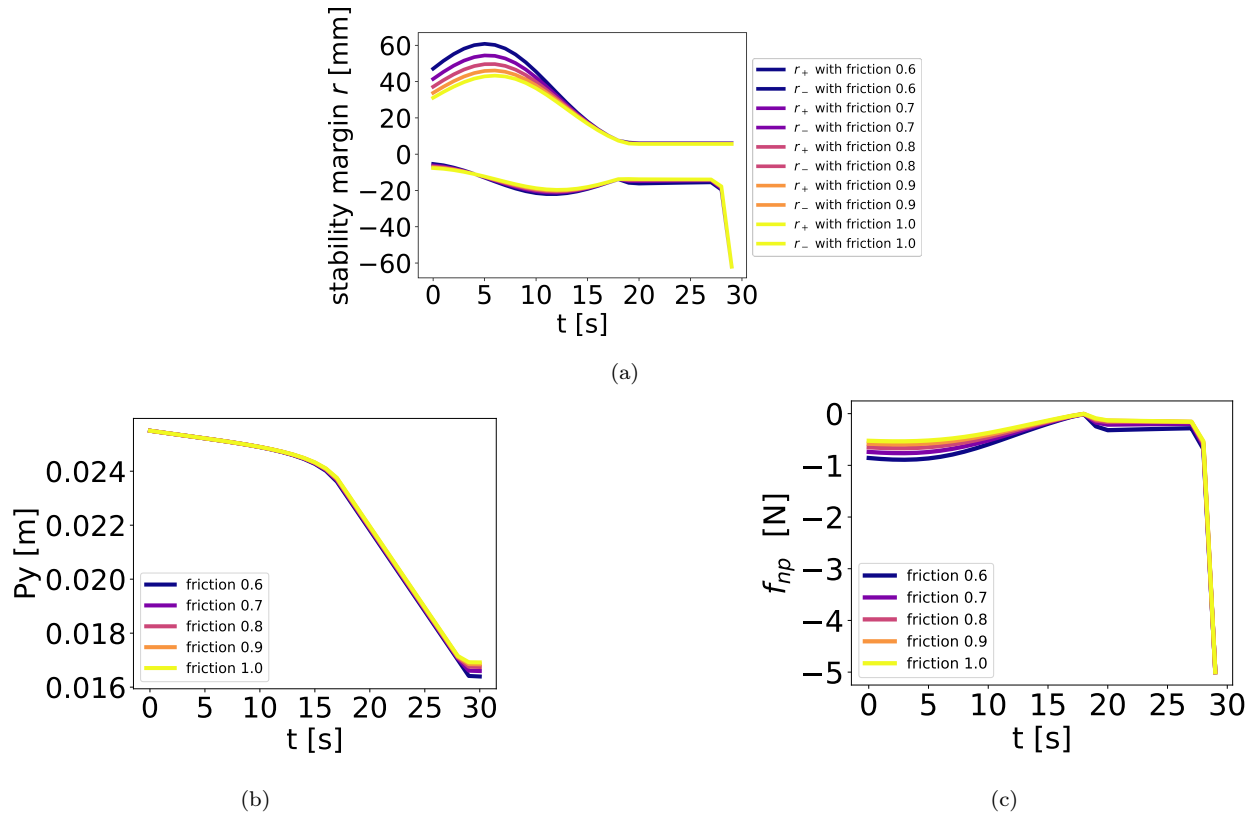 stability margin r [mm]
60
40
20
0
−20
−40
−60
0 5 10 15 20 25 30
t [s]
r₊ with friction 0.6
r₋ with friction 0.6
r₊ with friction 0.7
r₋ with friction 0.7
r₊ with friction 0.8
r₋ with friction 0.8
r₊ with friction 0.9
r₋ with friction 0.9
r₊ with friction 1.0
r₋ with friction 1.0
(a)
Py [m]
0.024
0.022
0.020
0.018
0.016
friction 0.6
friction 0.7
friction 0.8
friction 0.9
friction 1.0
0 5 10 15 20 25 30
t [s]
(b)
f_np [N]
0
−1
−2
−3
−4
−5
friction 0.6
friction 0.7
friction 0.8
friction 0.9
friction 1.0
0 5 10 15 20 25 30
t [s]
(c)